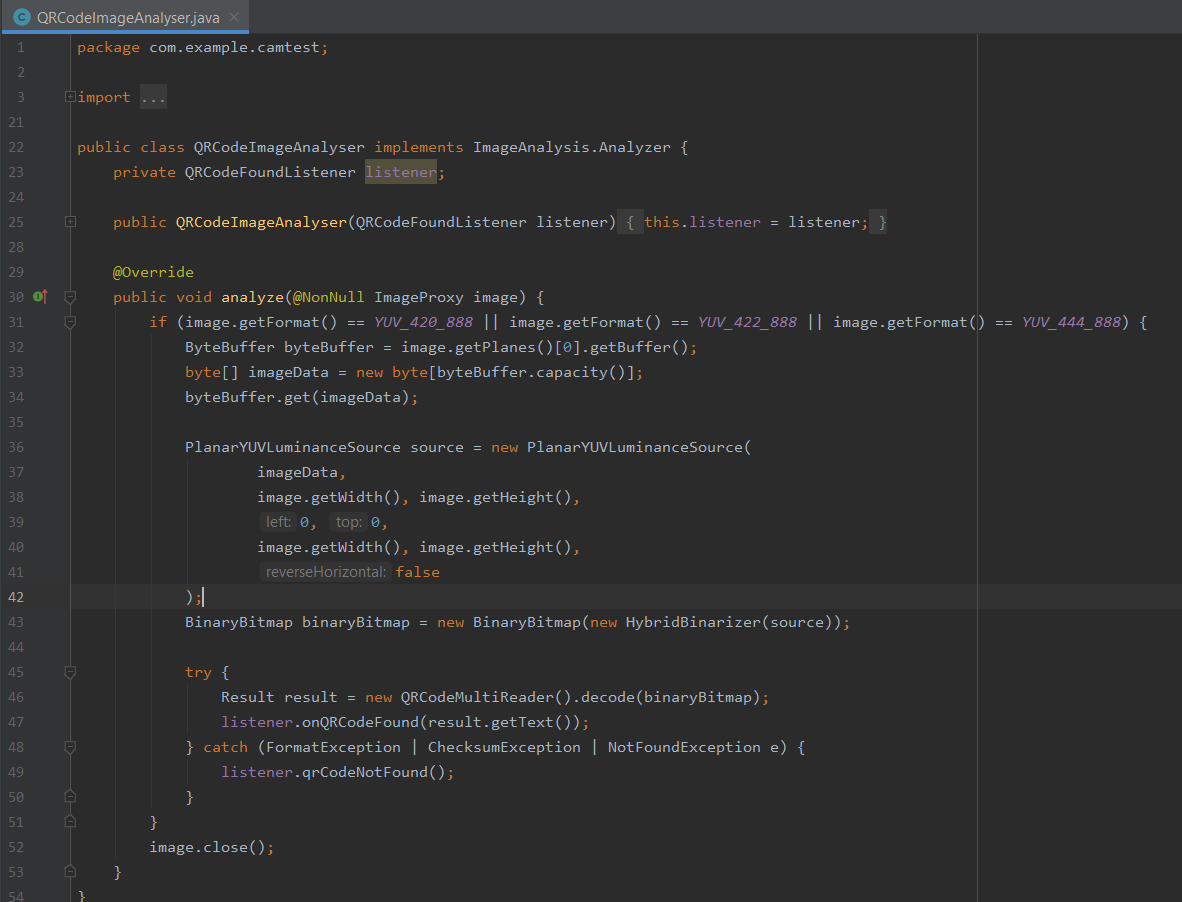 QRCodeImageAnalyser.java
1 package com.example.camtest;
2
3 import ...
21
22 public class QRCodeImageAnalyser implements ImageAnalysis.Analyzer {
23 private QRCodeFoundListener listener;
24
25 public QRCodeImageAnalyser(QRCodeFoundListener listener) { this.listener = listener; }
28
29 @Override
30 public void analyze(@NonNull ImageProxy image) {
31 if (image.getFormat() == YUV_420_888 || image.getFormat() == YUV_422_888 || image.getFormat() == YUV_444_888) {
32 ByteBuffer byteBuffer = image.getPlanes()[0].getBuffer();
33 byte[] imageData = new byte[byteBuffer.capacity()];
34 byteBuffer.get(imageData);
35
36 PlanarYUVLuminanceSource source = new PlanarYUVLuminanceSource(
37 imageData,
38 image.getWidth(), image.getHeight(),
39 left: 0, top: 0,
40 image.getWidth(), image.getHeight(),
41 reverseHorizontal: false
42 );
43 BinaryBitmap binaryBitmap = new BinaryBitmap(new HybridBinarizer(source));
44
45 try {
46 Result result = new QRCodeMultiReader().decode(binaryBitmap);
47 listener.onQRCodeFound(result.getText());
48 } catch (FormatException | ChecksumException | NotFoundException e) {
49 listener.qrCodeNotFound();
50 }
51 }
52 image.close();
53 }
54 }